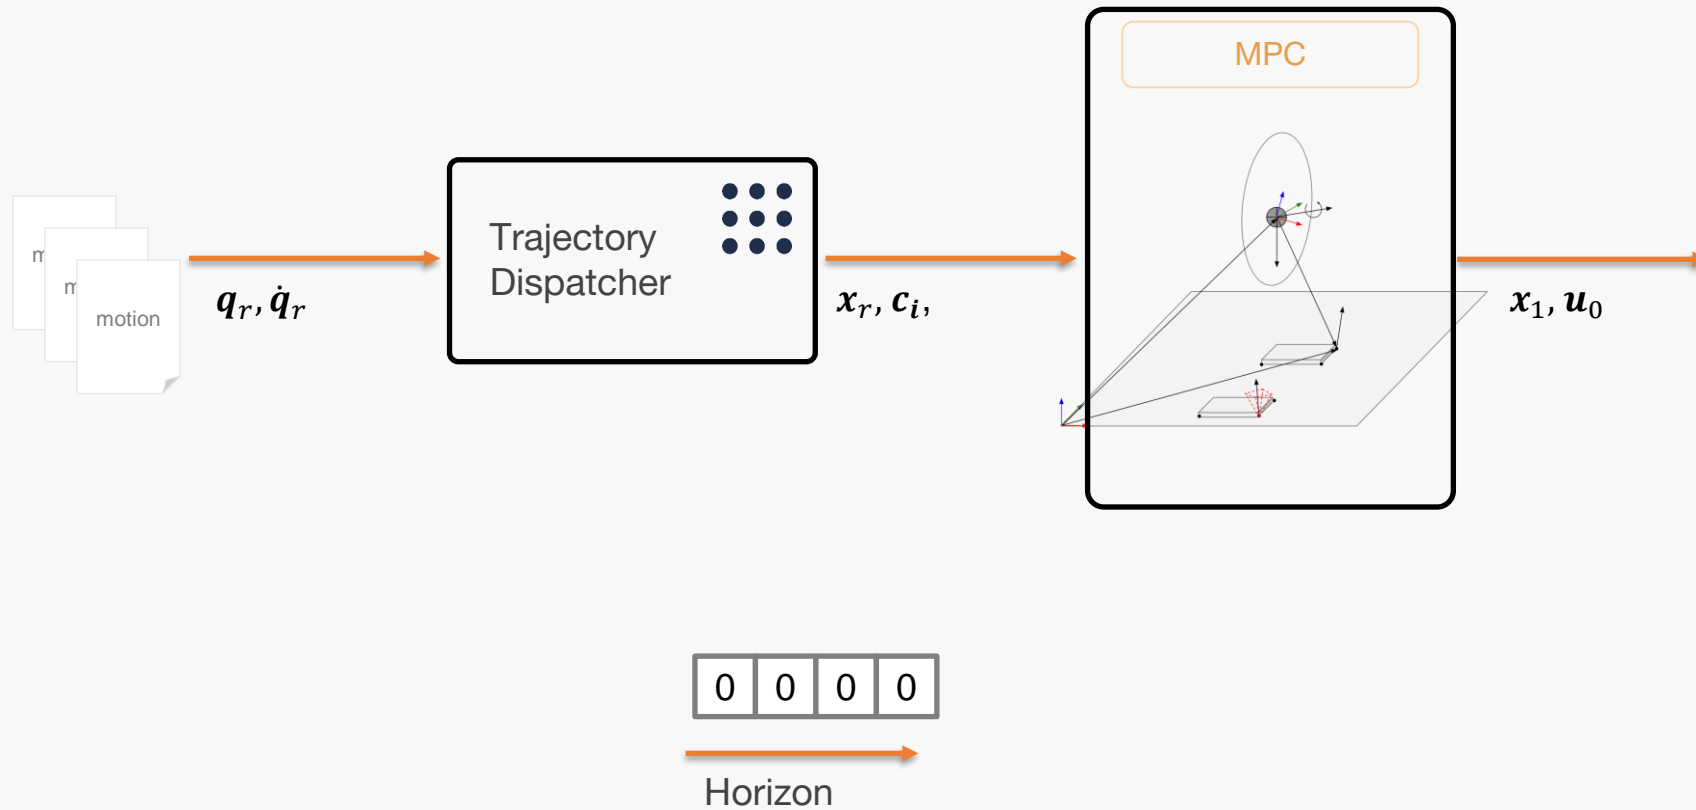 MPC
m
m
motion
Trajectory
Dispatcher
q_r, q̇_r
x_r, c_i,
x_1, u_0
0 0 0 0
Horizon